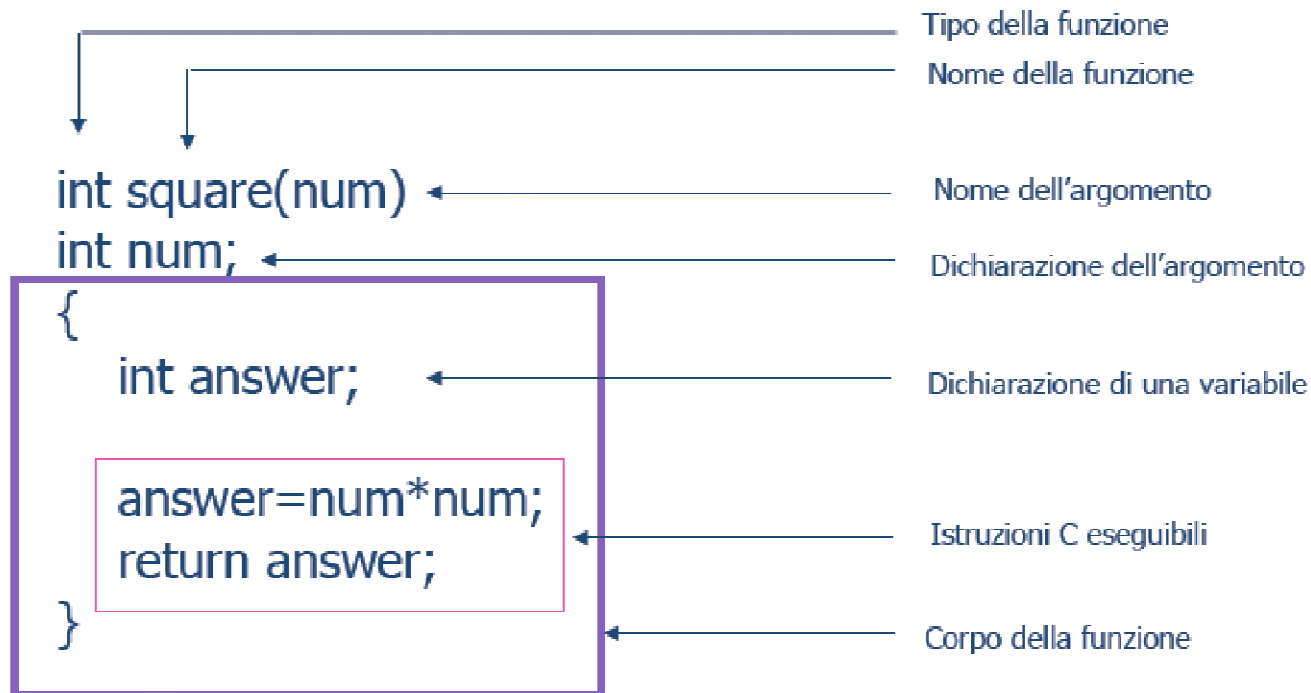 Tipo della funzione
Nome della funzione
int square(num)
Nome dell'argomento
int num;
Dichiarazione dell'argomento
{
int answer;
Dichiarazione di una variabile
answer=num*num;
return answer;
Istruzioni C eseguibili
}
Corpo della funzione